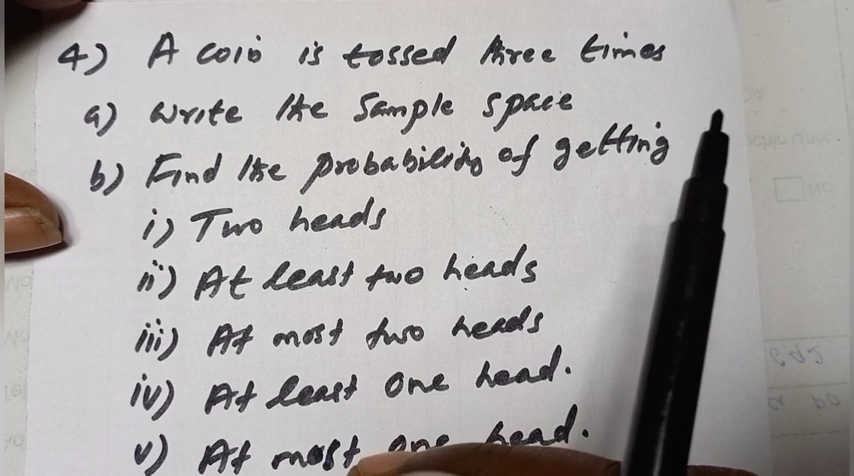 4) A coin is tossed three times
a) Write the Sample space
b) Find the probability of getting
i) Two heads
ii) At least two heads
iii) At most two heads
iv) At least one head.
v) At most one head.
No